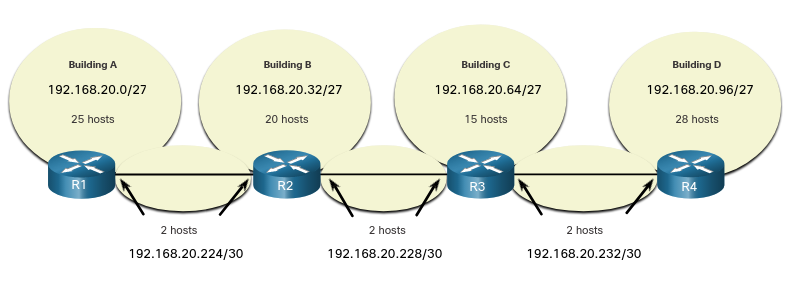 Building A
192.168.20.0/27
25 hosts
Building B
192.168.20.32/27
20 hosts
Building C
192.168.20.64/27
15 hosts
Building D
192.168.20.96/27
28 hosts
R1
R2
R3
R4
2 hosts
192.168.20.224/30
2 hosts
192.168.20.228/30
2 hosts
192.168.20.232/30